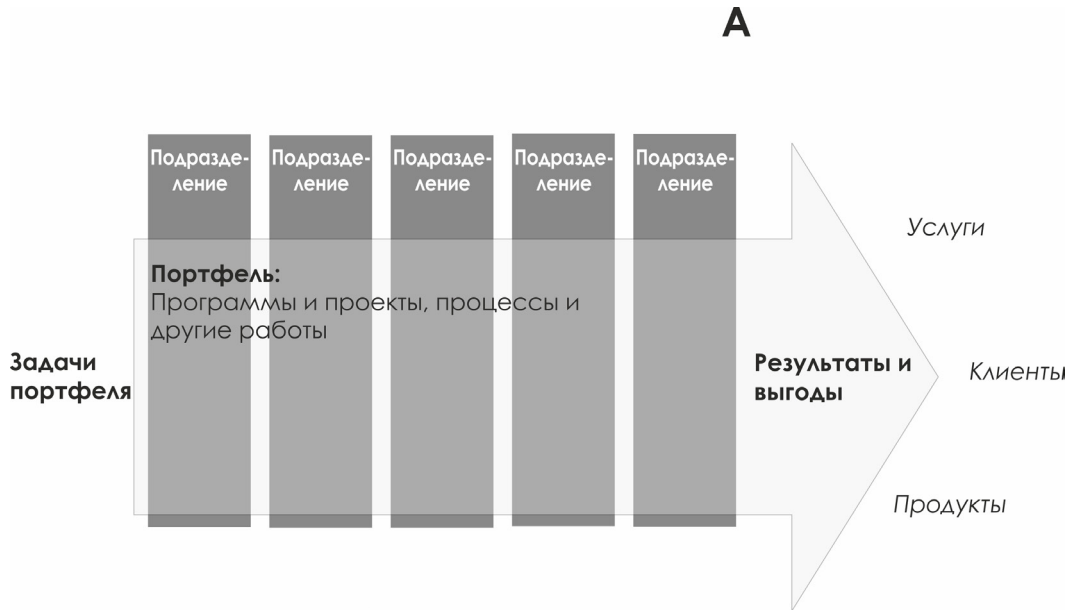 А
Подразде-
ление
Подразде-
ление
Подразде-
ление
Подразде-
ление
Подразде-
ление
Услуги
Портфель:
Программы и проекты, процессы и
другие работы
Задачи
портфеля
Результаты и
выгоды
Клиенты
Продукты